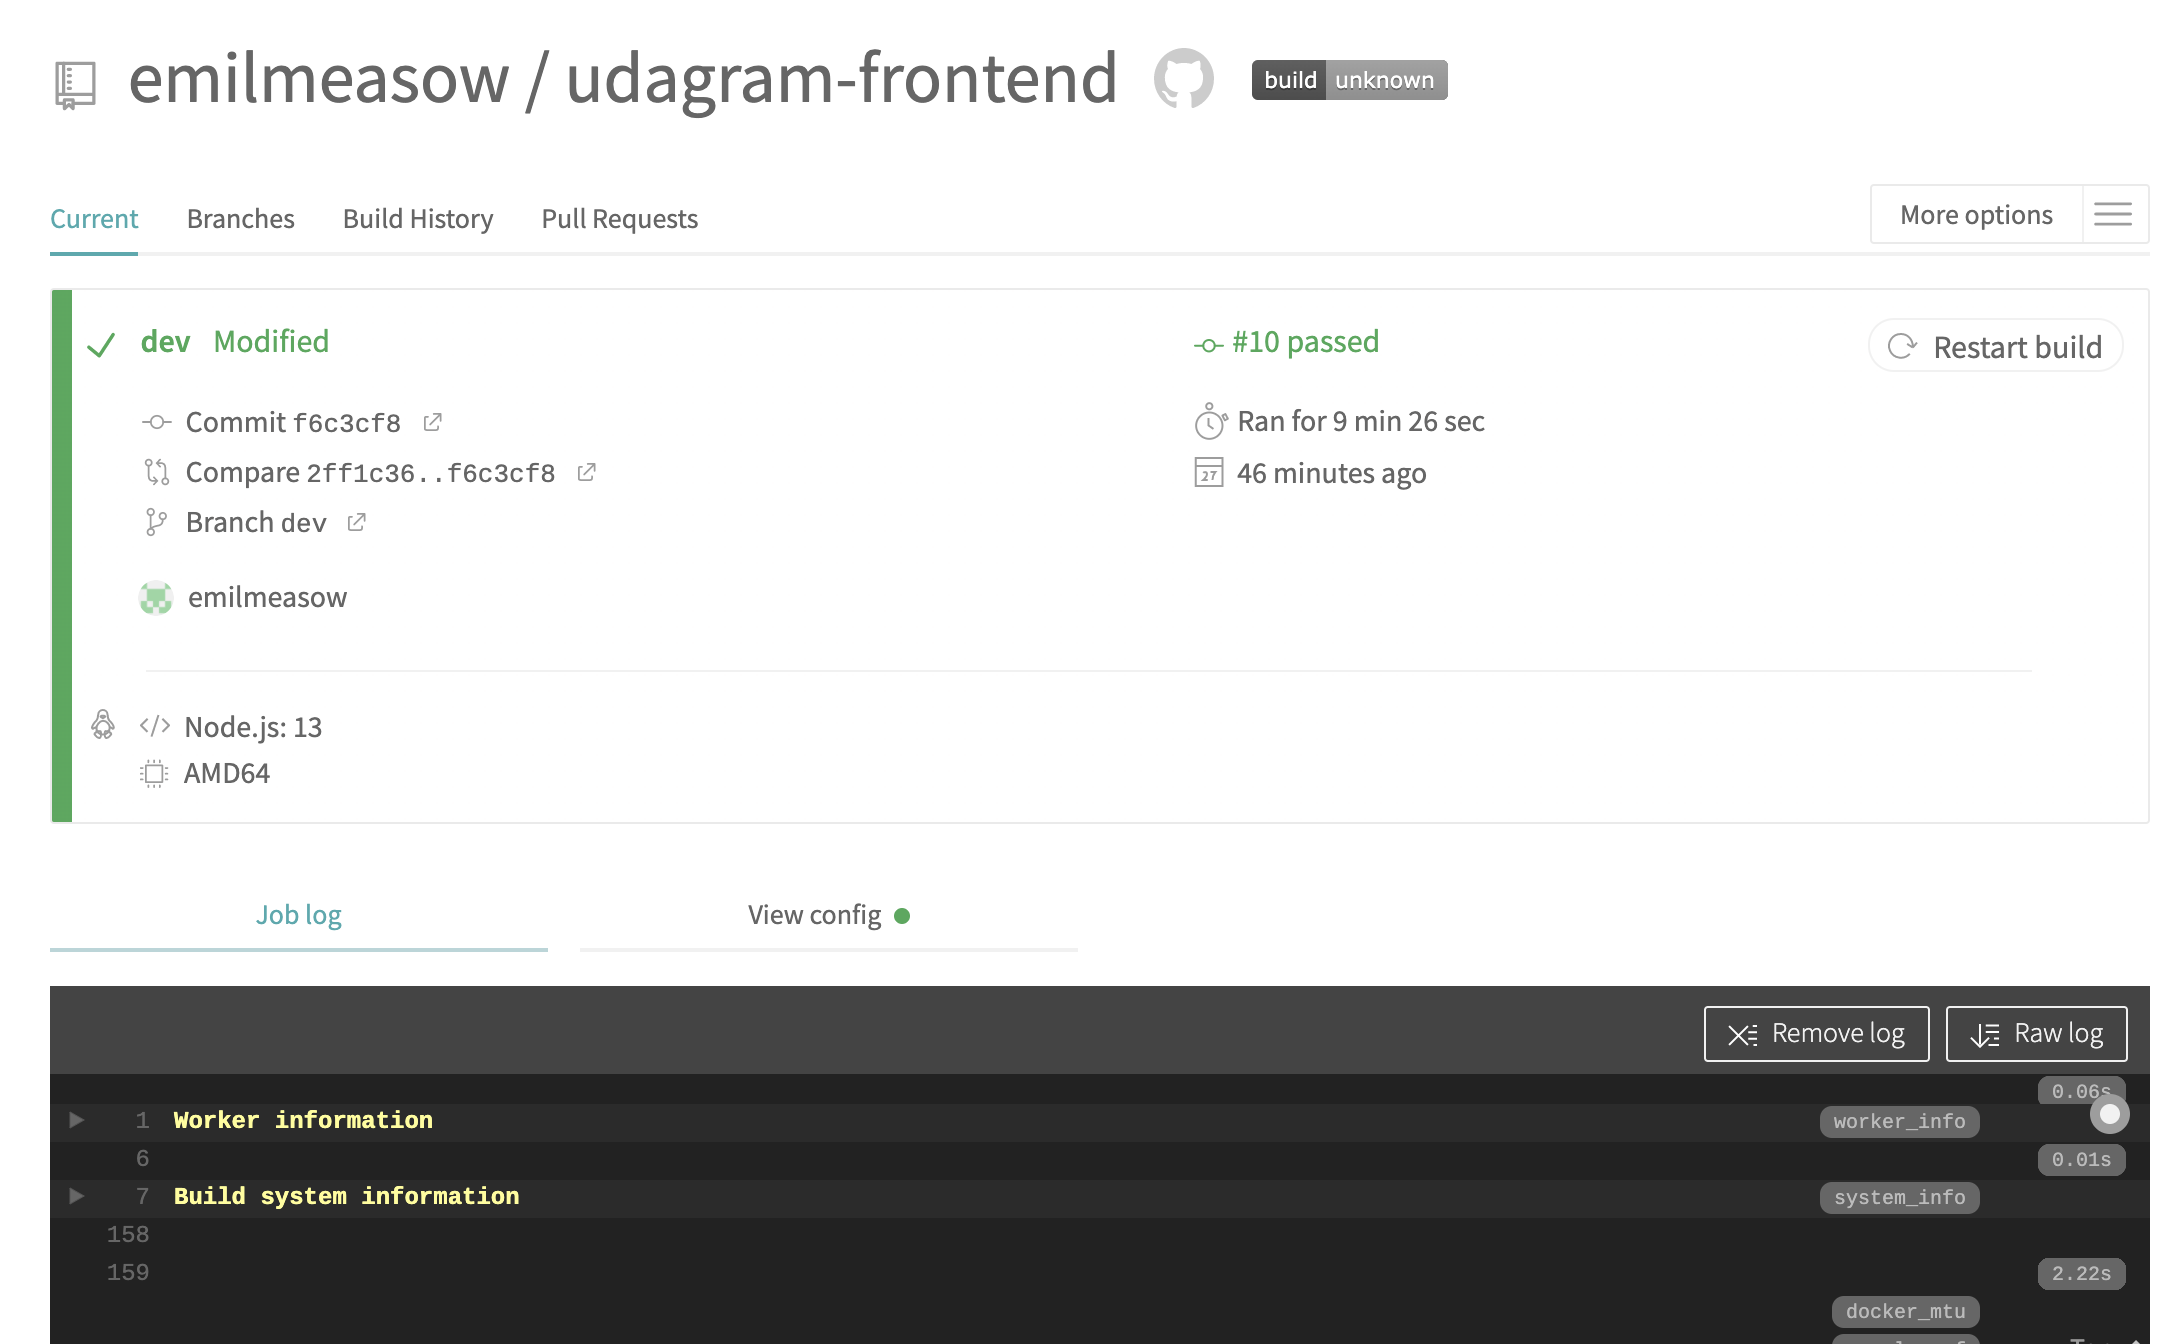 emilmeasow / udagram-frontend build unknown
Current Branches Build History Pull Requests More options
dev Modified
#10 passed
Restart build
Commit f6c3cf8
Ran for 9 min 26 sec
Compare 2ff1c36..f6c3cf8
27 46 minutes ago
Branch dev
emilmeasow
Node.js: 13
AMD64
Job log View config
Remove log Raw log
0.06s
1 Worker information worker_info
6 0.01s
7 Build system information system_info
158
159 2.22s
docker_mtu